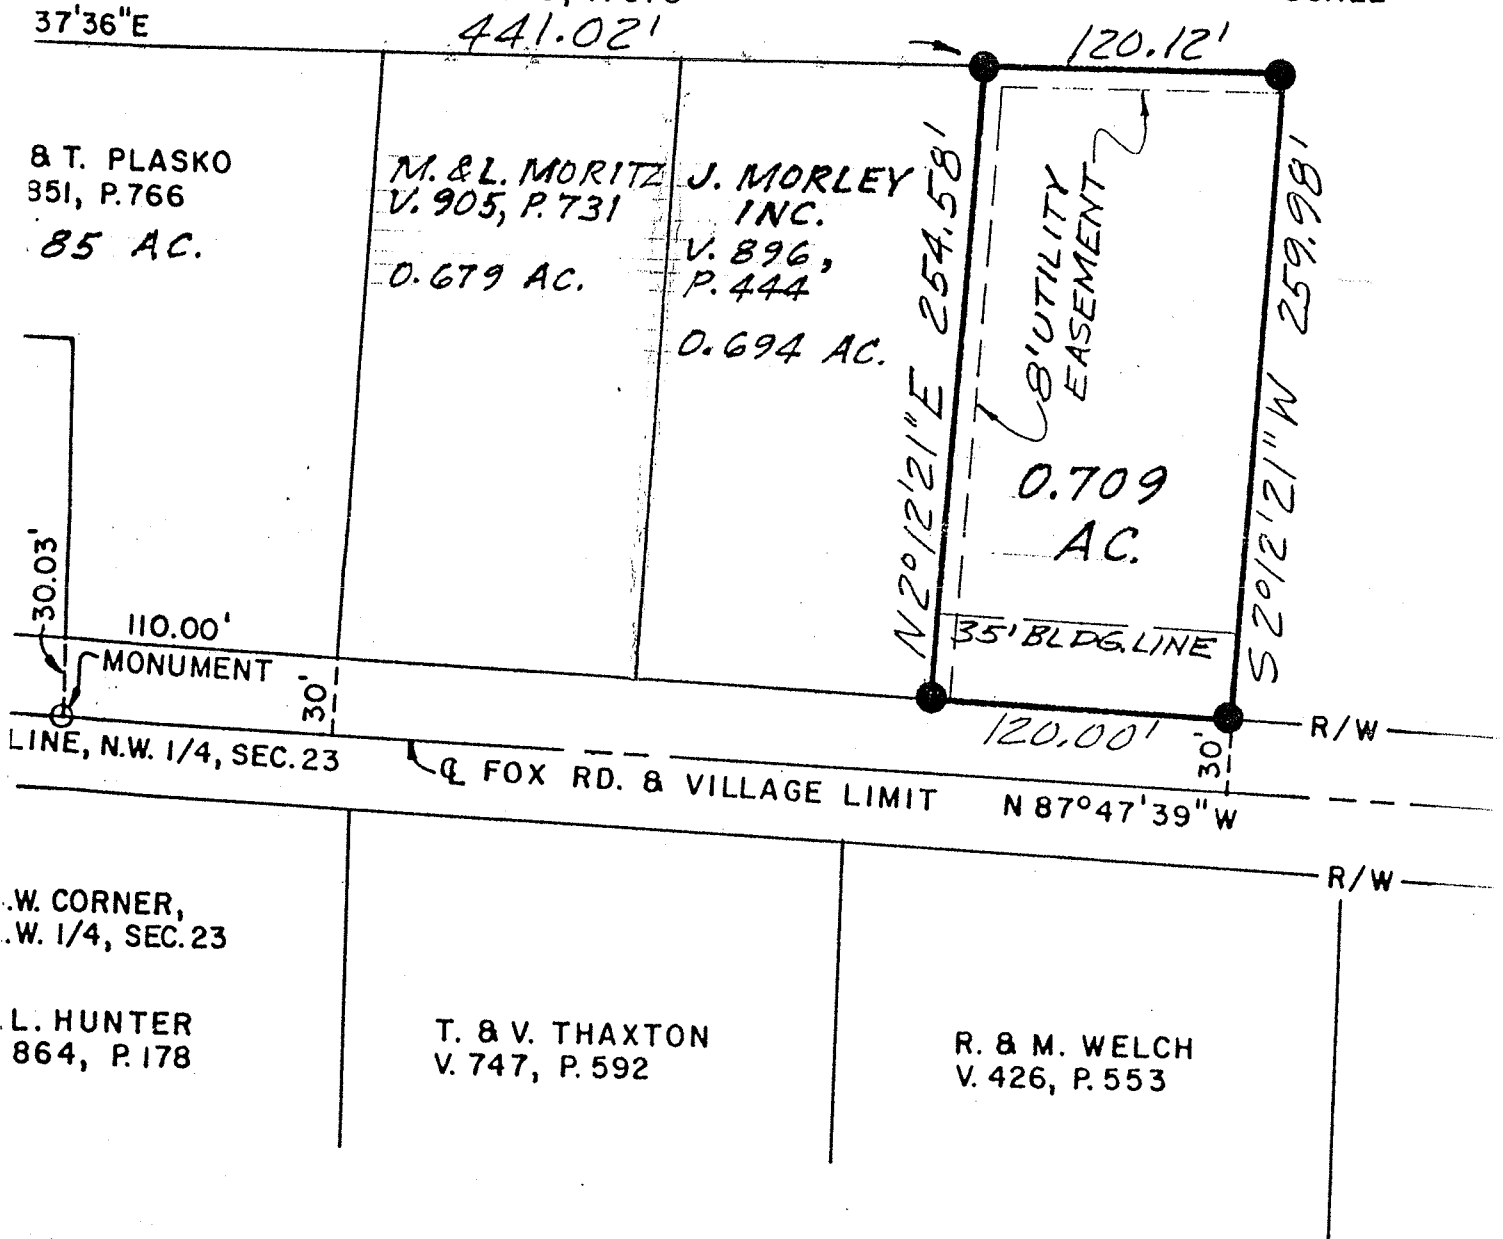 37'36"E
441.02'
120.12'
& T. PLASKO
851, P.766
85 AC.
M. & L. MORITZ
V. 905, P. 731
0.679 AC.
J. MORLEY
INC.
V. 896,
P. 444
0.694 AC.
N 2°12'21" E 254.58'
8' UTILITY
EASEMENT
0.709
AC.
S 2°12'21" W 259.98'
35' BLDG. LINE
30.03'
110.00'
MONUMENT
30'
120.00'
30'
R/W
LINE, N.W. 1/4, SEC. 23
℄ FOX RD. & VILLAGE LIMIT
N 87°47'39" W
R/W
.W. CORNER,
.W. 1/4, SEC. 23
L. HUNTER
864, P. 178
T. & V. THAXTON
V. 747, P. 592
R. & M. WELCH
V. 426, P. 553